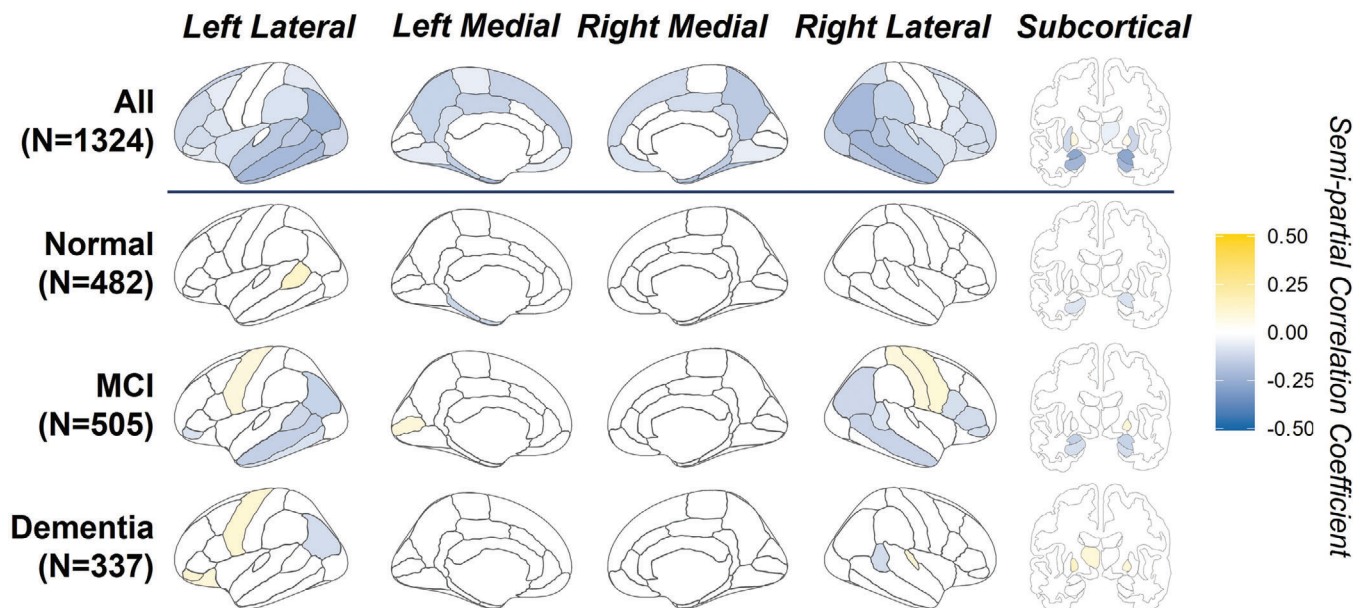 Left Lateral Left Medial Right Medial Right Lateral Subcortical
All
(N=1324)
Normal
(N=482)
MCI
(N=505)
Dementia
(N=337)
0.50
0.25
0.00
-0.25
-0.50
Semi-partial Correlation Coefficient